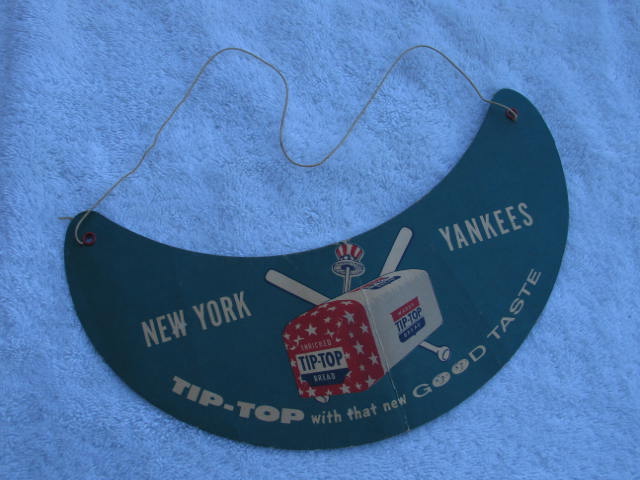 NEW YORK
YANKEES
ENRICHED
TIP-TOP
BREAD
TIP-TOP
BREAD
TIP-TOP with that new GOOD TASTE